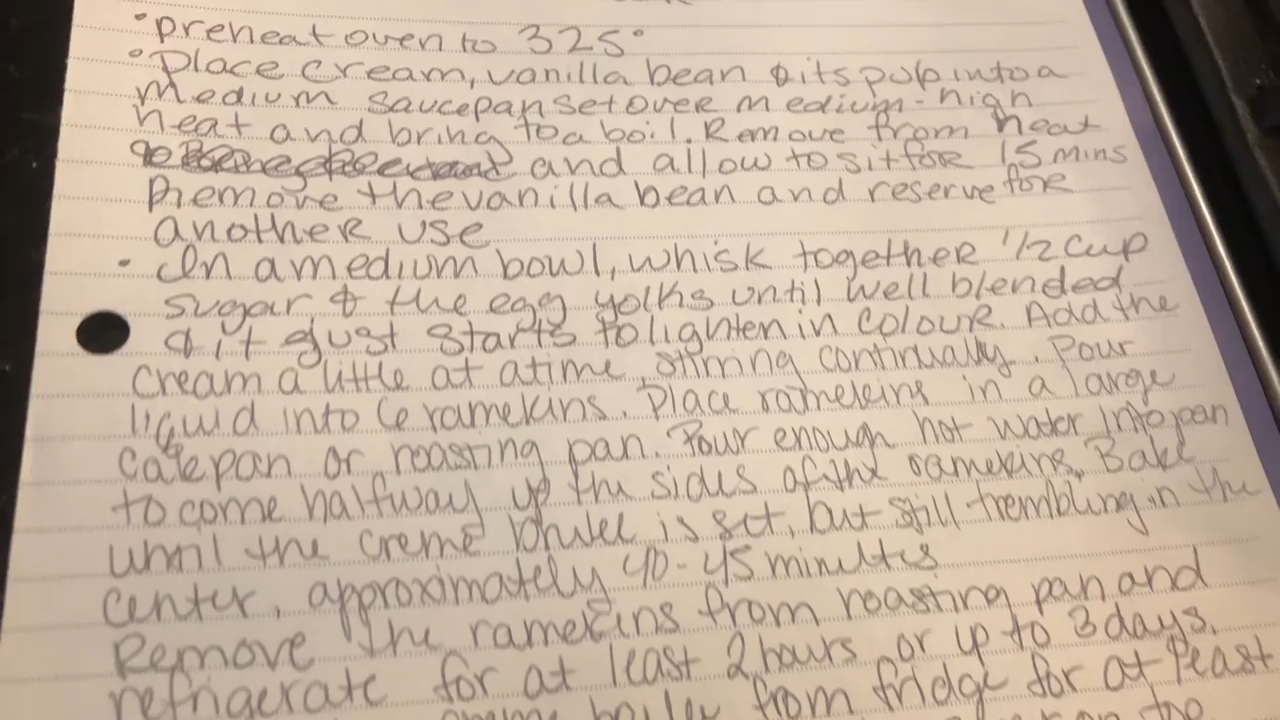 • preheat oven to 325°
• Place cream, vanilla bean & its pulp into a
medium saucepan set over medium-high
heat and bring to a boil. Remove from heat
and allow to sit for 15 mins
Remove the vanilla bean and reserve for
another use
• In a medium bowl, whisk together 1/2 cup
sugar & the egg yolks until well blended
& it just starts to lighten in colour. Add the
cream a little at a time, stirring continually. Pour
liquid into 6 ramekins. Place ramekins in a large
cake pan or roasting pan. Pour enough hot water into pan
to come halfway up the sides of the ramekins. Bake
until the creme brulee is set, but still trembling in the
center, approximately 40-45 minutes
Remove the ramekins from roasting pan and
refrigerate for at least 2 hours or up to 3 days.
from fridge for at least